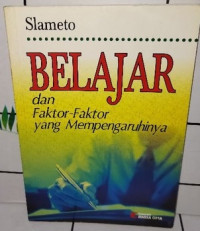 Slameto
BELAJAR
dan
Faktor-Faktor
yang Mempengaruhinya